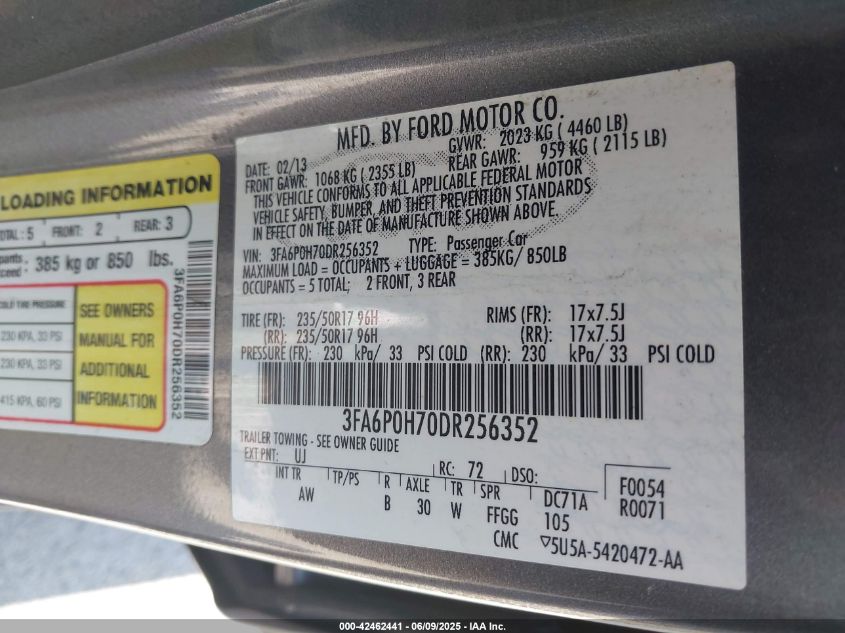 LOADING INFORMATION
TOTAL: 5 FRONT: 2 REAR: 3
385 kg or 850 lbs.
COLD TIRE PRESSURE
230 KPA, 33 PSI
230 KPA, 33 PSI
415 KPA, 60 PSI
SEE OWNERS
MANUAL FOR
ADDITIONAL
INFORMATION
3FA6P0H70DR256352
MFD. BY FORD MOTOR CO.
DATE: 02/13 GVWR: 2023 KG ( 4460 LB)
FRONT GAWR: 1068 KG ( 2355 LB) REAR GAWR: 959 KG ( 2115 LB)
THIS VEHICLE CONFORMS TO ALL APPLICABLE FEDERAL MOTOR
VEHICLE SAFETY, BUMPER, AND THEFT PREVENTION STANDARDS
IN EFFECT ON THE DATE OF MANUFACTURE SHOWN ABOVE.
VIN: 3FA6P0H70DR256352 TYPE: Passenger Car
MAXIMUM LOAD = OCCUPANTS + LUGGAGE = 385KG/ 850LB
OCCUPANTS = 5 TOTAL; 2 FRONT, 3 REAR
TIRE (FR): 235/50R17 96H RIMS (FR): 17x7.5J
(RR): 235/50R17 96H (RR): 17x7.5J
PRESSURE (FR): 230 kPa/ 33 PSI COLD (RR): 230 kPa/ 33 PSI COLD
3FA6P0H70DR256352
TRAILER TOWING - SEE OWNER GUIDE
EXT PNT: UJ RC: 72 DSO:
INT TR TP/PS R AXLE TR SPR DC71A F0054
AW B 30 W FFGG 105 R0071
CMC ▽5U5A-5420472-AA
000-42462441 - 06/09/2025 - IAA Inc.